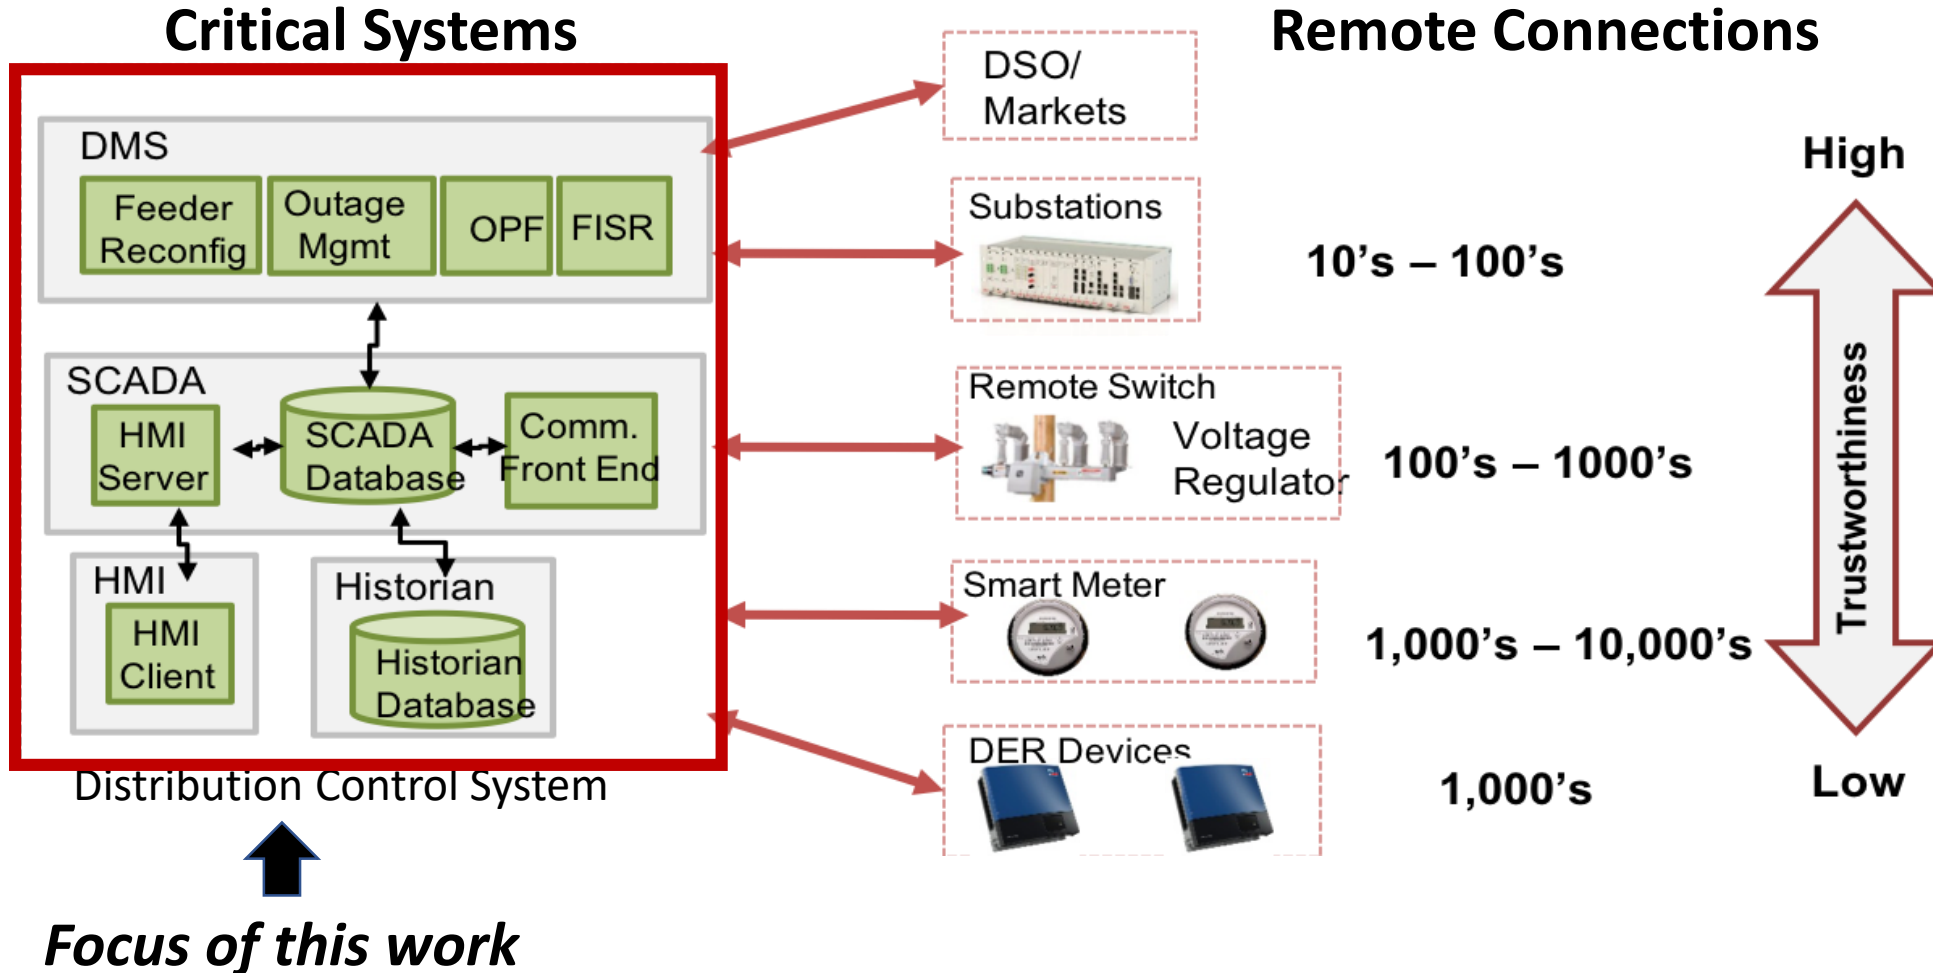 Critical Systems
Remote Connections
DMS
Feeder
Reconfig
Outage
Mgmt
OPF
FISR
SCADA
HMI
Server
SCADA
Database
Comm.
Front End
HMI
HMI
Client
Historian
Historian
Database
Distribution Control System
Focus of this work
DSO/
Markets
Substations
10's – 100's
Remote Switch
Voltage
Regulator
100's – 1000's
Smart Meter
1,000's – 10,000's
DER Devices
1,000's
High
Trustworthiness
Low